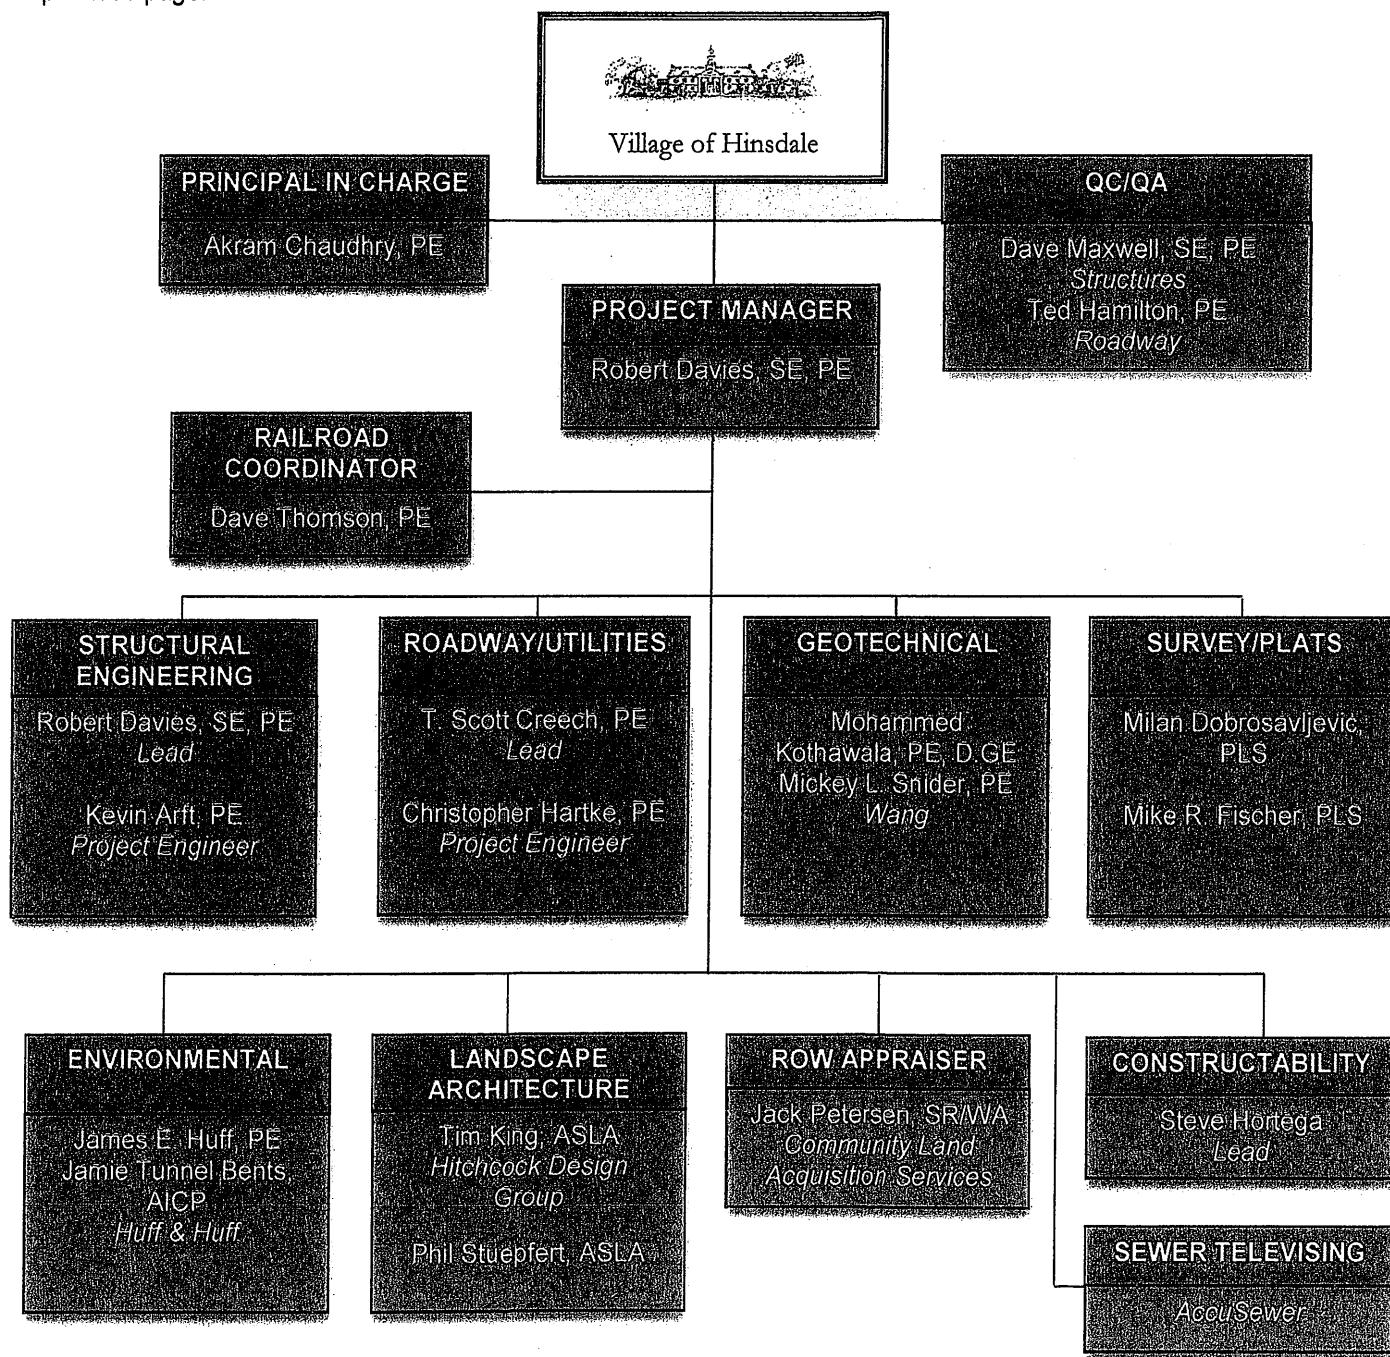 Village of Hinsdale
PRINCIPAL IN CHARGE
Akram Chaudhry, PE
QC/QA
Dave Maxwell, SE, PE
Structures
Ted Hamilton, PE
Roadway
PROJECT MANAGER
Robert Davies, SE, PE
RAILROAD
COORDINATOR
Dave Thomson, PE
STRUCTURAL
ENGINEERING
Robert Davies, SE, PE
Lead
Kevin Arft, PE
Project Engineer
ROADWAY/UTILITIES
T. Scott Creech, PE
Lead
Christopher Hartke, PE
Project Engineer
GEOTECHNICAL
Mohammed
Kothawala, PE, D.GE
Mickey L. Snider, PE
Wang
SURVEY/PLATS
Milan Dobrosavljevic,
PLS
Mike R. Fischer, PLS
ENVIRONMENTAL
James E. Huff, PE
Jamie Tunnel Bents,
AICP
Huff & Huff
LANDSCAPE
ARCHITECTURE
Tim King, ASLA
Hitchcock Design
Group
Phil Stuepfert, ASLA
ROW APPRAISER
Jack Petersen, SR/WA
Community Land
Acquisition Services
CONSTRUCTABILITY
Steve Hortega
Lead
SEWER TELEVISING
AccuSewer